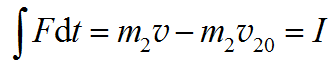 ∫Fdt = m₂v − m₂v₂₀ = I